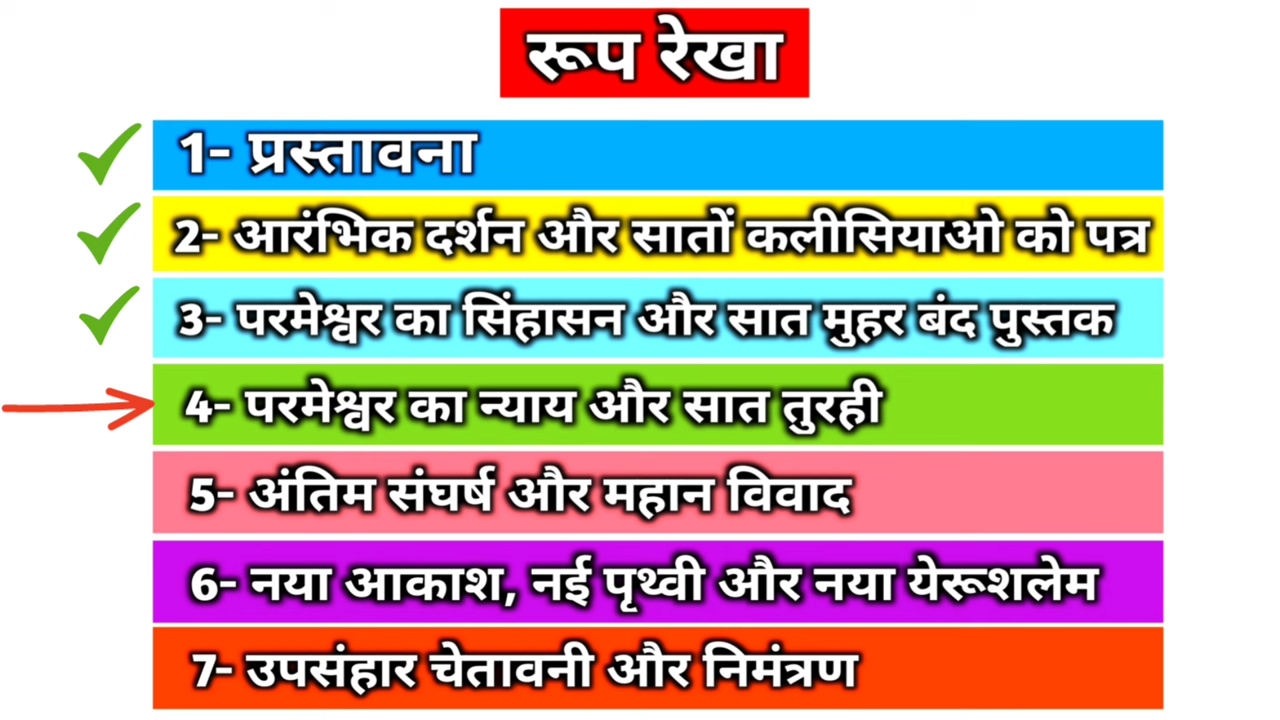 रूप रेखा
1- प्रस्तावना
2- आरंभिक दर्शन और सातों कलीसियाओ को पत्र
3- परमेश्वर का सिंहासन और सात मुहर बंद पुस्तक
4- परमेश्वर का न्याय और सात तुरही
5- अंतिम संघर्ष और महान विवाद
6- नया आकाश, नई पृथ्वी और नया येरूशलेम
7- उपसंहार चेतावनी और निमंत्रण